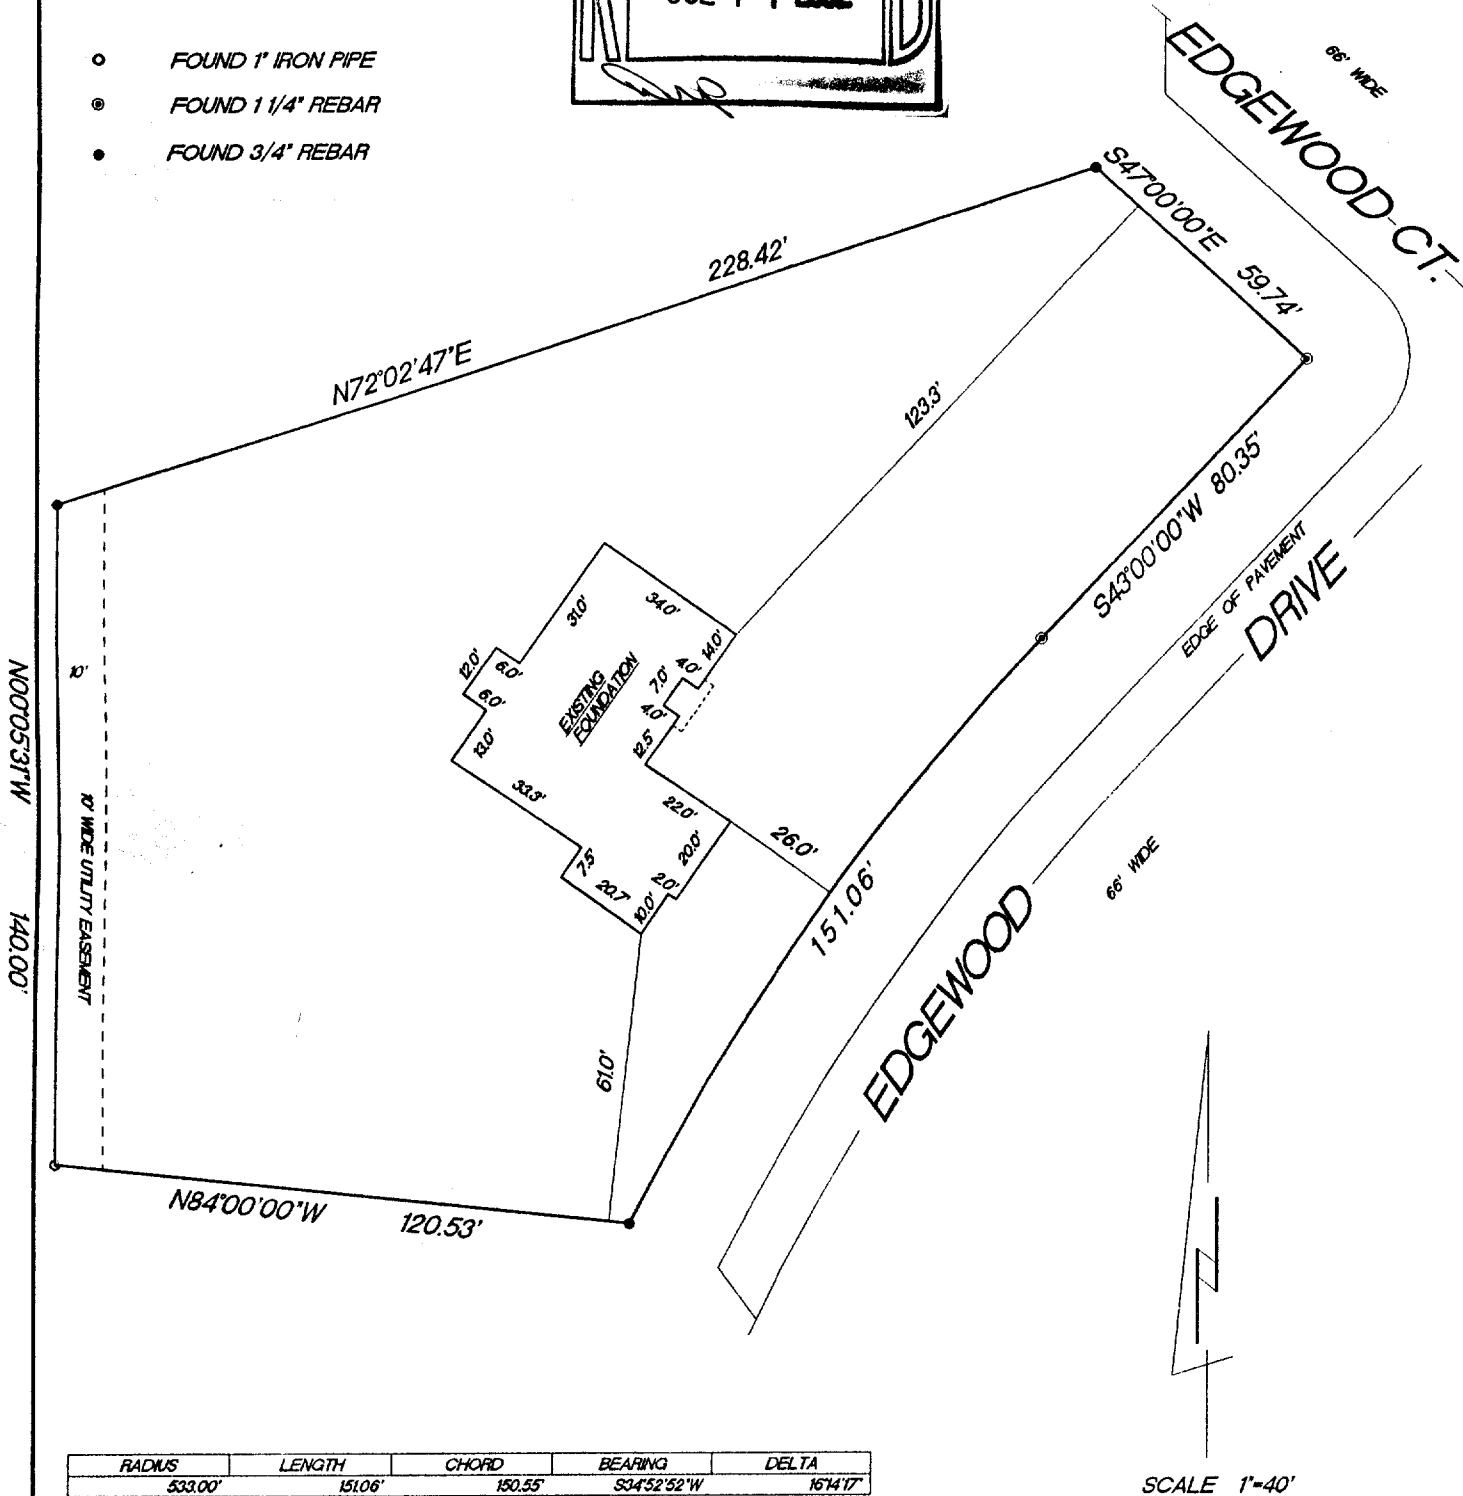 FOUND 1" IRON PIPE
FOUND 1 1/4" REBAR
FOUND 3/4" REBAR
EDGEWOOD CT.
66' WIDE
S47°00'00"E 59.74'
228.42'
N72°02'47"E
123.3'
S43°00'00"W 80.35'
EDGE OF PAVEMENT
EDGEWOOD DRIVE
66' WIDE
34.0'
31.0'
14.0'
4.0'
7.0'
4.0'
12.5'
12.0'
6.0'
6.0'
13.0'
EXISTING
FOUNDATION
33.3'
22.0'
26.0'
20.0'
7.5'
2.0'
20.7'
10.0'
151.06'
61.0'
10'
10' WIDE UTILITY EASEMENT
N00°05'31"W 140.00'
N84°00'00"W 120.53'
RADIUS LENGTH CHORD BEARING DELTA
533.00' 151.06' 150.55' S34°52'52"W 16°14'17"
SCALE 1"=40'